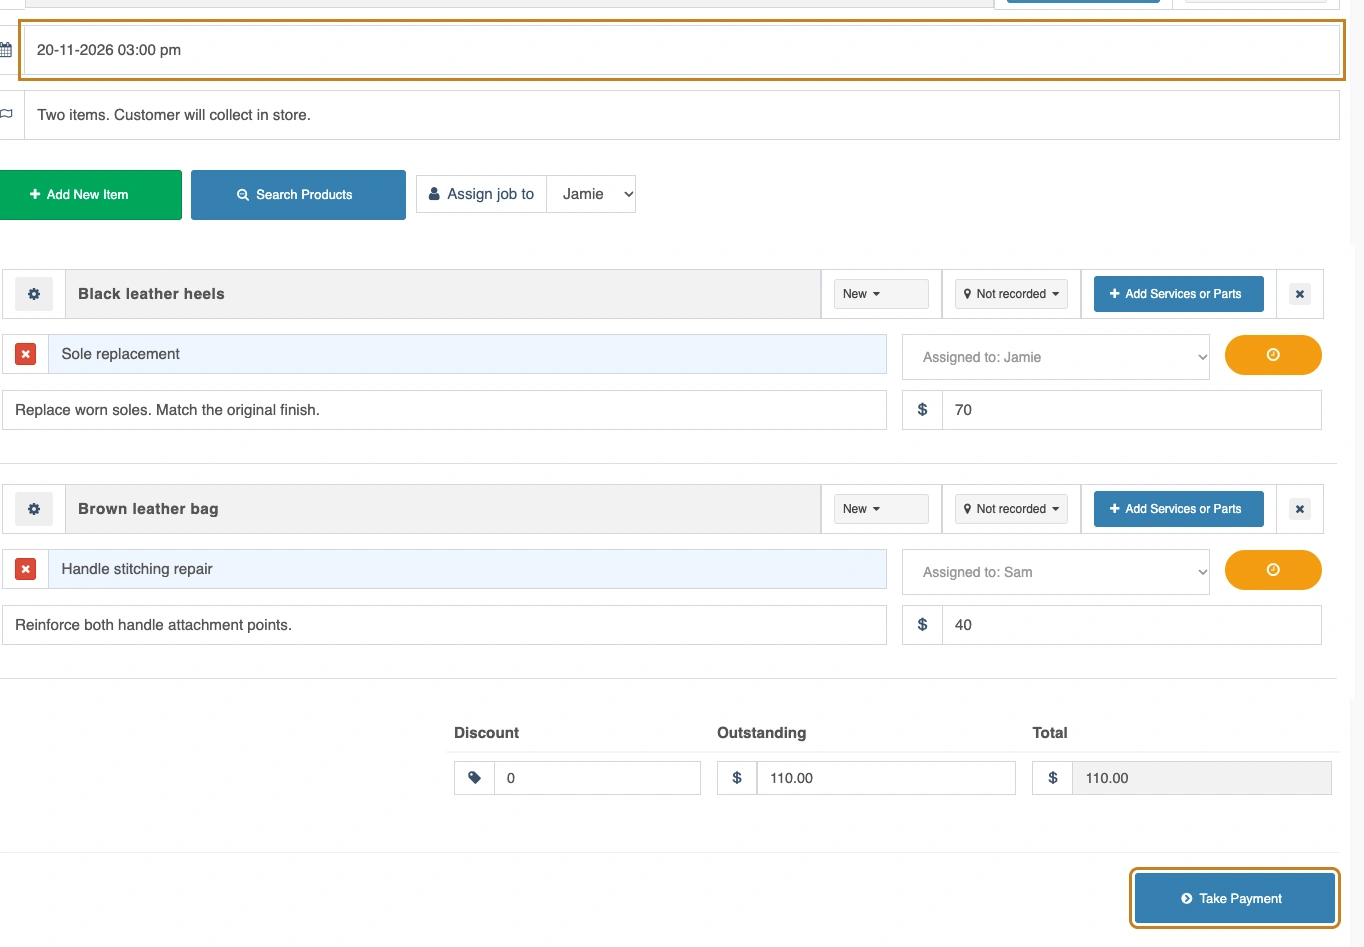 20-11-2026 03:00 pm
Two items. Customer will collect in store.
Add New Item Search Products Assign job to Jamie
Black leather heels New Not recorded Add Services or Parts
Sole replacement Assigned to: Jamie
Replace worn soles. Match the original finish. $ 70
Brown leather bag New Not recorded Add Services or Parts
Handle stitching repair Assigned to: Sam
Reinforce both handle attachment points. $ 40
Discount Outstanding Total
0 $ 110.00 $ 110.00
Take Payment